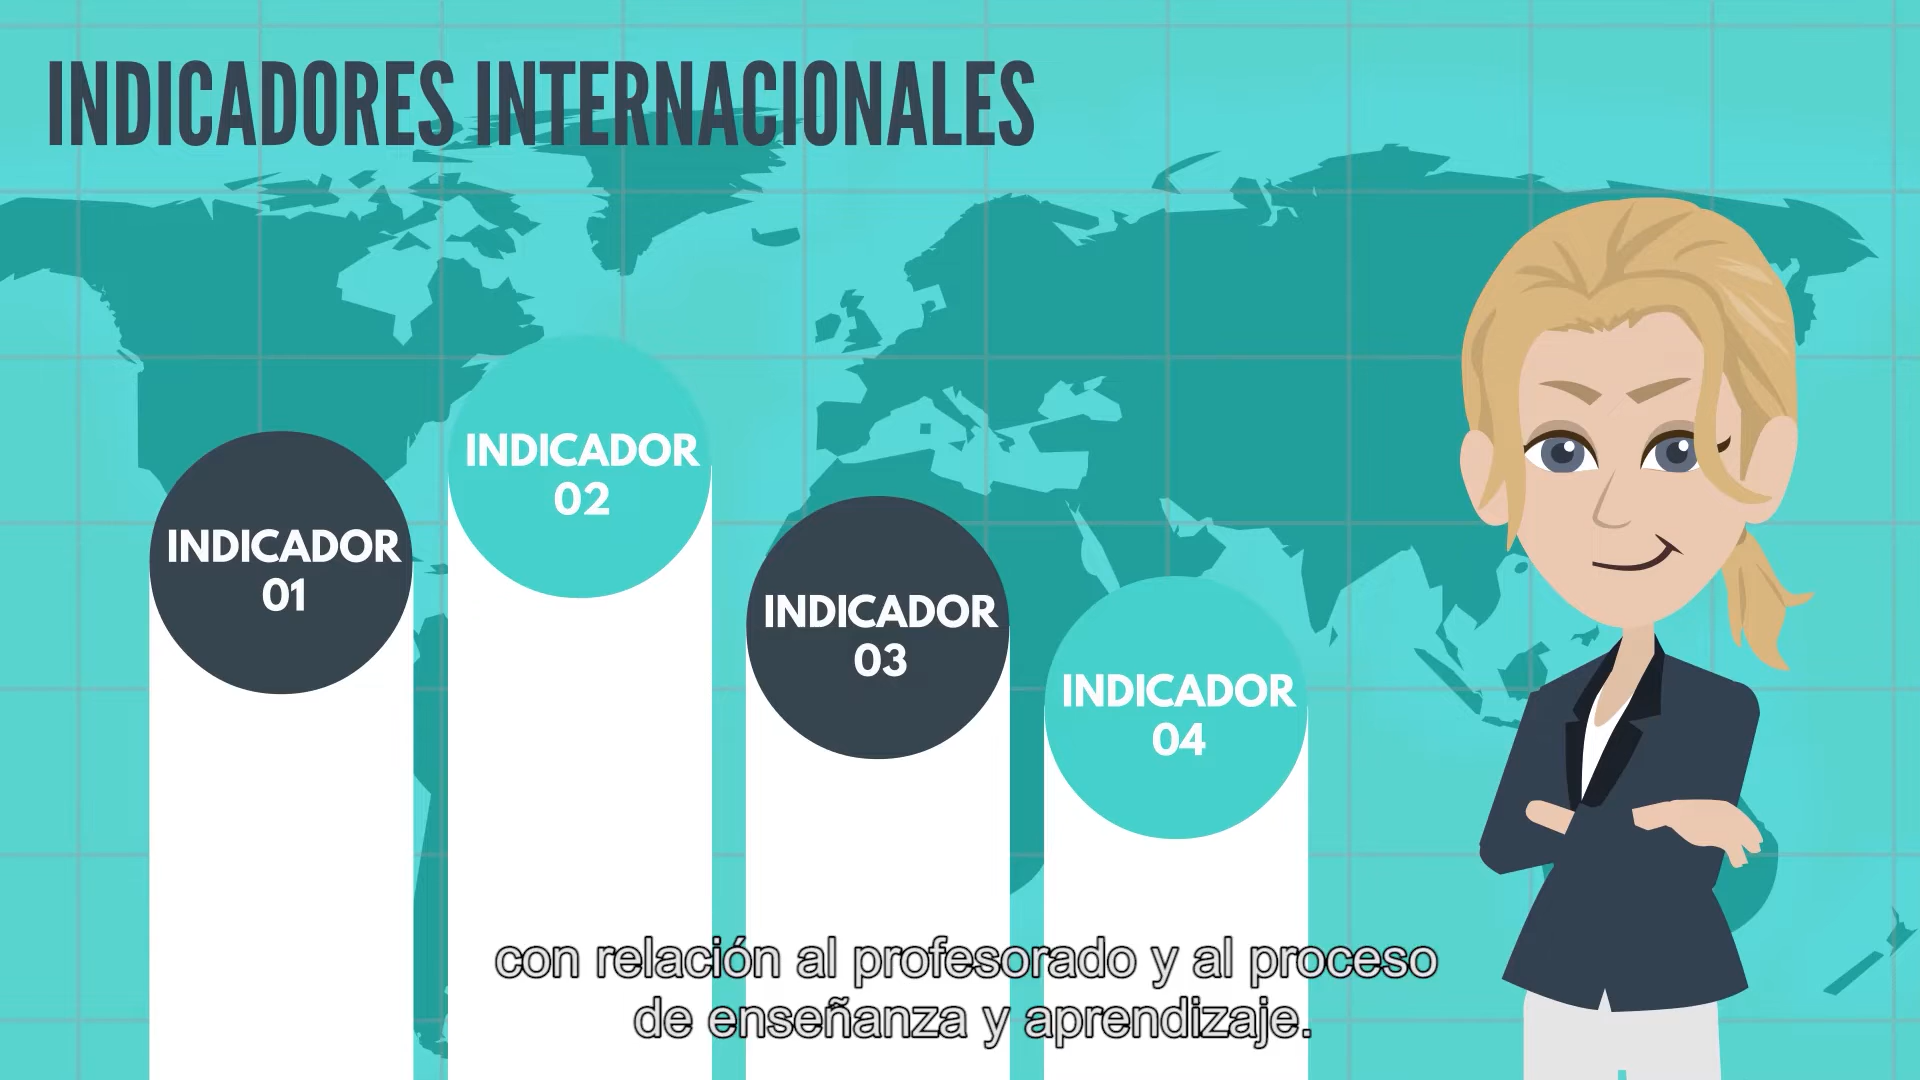 INDICADORES INTERNACIONALES
INDICADOR
01
INDICADOR
02
INDICADOR
03
INDICADOR
04
con relación al profesorado y al proceso
de enseñanza y aprendizaje.